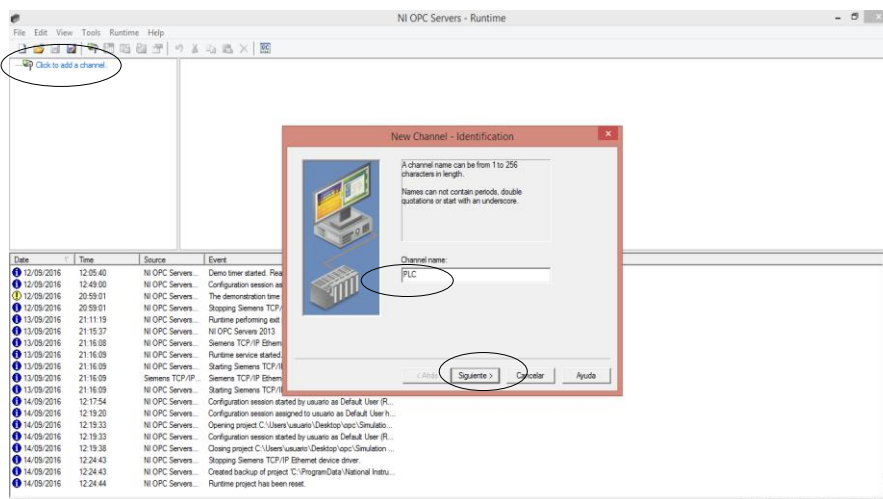 NI OPC Servers - Runtime
File Edit View Tools Runtime Help
Click to add a channel.
New Channel - Identification
A channel name can be from 1 to 256
characters in length.
Names can not contain periods, double
quotations or start with an underscore.
Channel name:
PLC
< Atrás
Siguiente >
Cancelar
Ayuda
Date Time Source Event
12/09/2016 12:05:40 NI OPC Servers... Demo timer started. Rea
12/09/2016 12:49:00 NI OPC Servers... Configuration session as
12/09/2016 20:59:01 NI OPC Servers... The demonstration time
12/09/2016 20:59:01 NI OPC Servers... Stopping Siemens TCP/
13/09/2016 21:11:19 NI OPC Servers... Runtime performing exit
13/09/2016 21:15:37 NI OPC Servers... NI OPC Servers 2013
13/09/2016 21:16:08 NI OPC Servers... Siemens TCP/IP Ethern
13/09/2016 21:16:09 NI OPC Servers... Runtime service started.
13/09/2016 21:16:09 NI OPC Servers... Starting Siemens TCP/I
13/09/2016 21:16:09 Siemens TCP/IP... Siemens TCP/IP Ethern
13/09/2016 21:16:09 NI OPC Servers... Starting Siemens TCP/I
14/09/2016 12:17:54 NI OPC Servers... Configuration session started by usuario as Default User (R...
14/09/2016 12:19:20 NI OPC Servers... Configuration session assigned to usuario as Default User h...
14/09/2016 12:19:33 NI OPC Servers... Opening project C:\Users\usuario\Desktop\opc\Simulatio...
14/09/2016 12:19:33 NI OPC Servers... Configuration session started by usuario as Default User (R...
14/09/2016 12:19:38 NI OPC Servers... Closing project C:\Users\usuario\Desktop\opc\Simulation ...
14/09/2016 12:24:43 NI OPC Servers... Stopping Siemens TCP/IP Ethernet device driver.
14/09/2016 12:24:43 NI OPC Servers... Created backup of project 'C:\ProgramData\National Instru...
14/09/2016 12:24:44 NI OPC Servers... Runtime project has been reset.